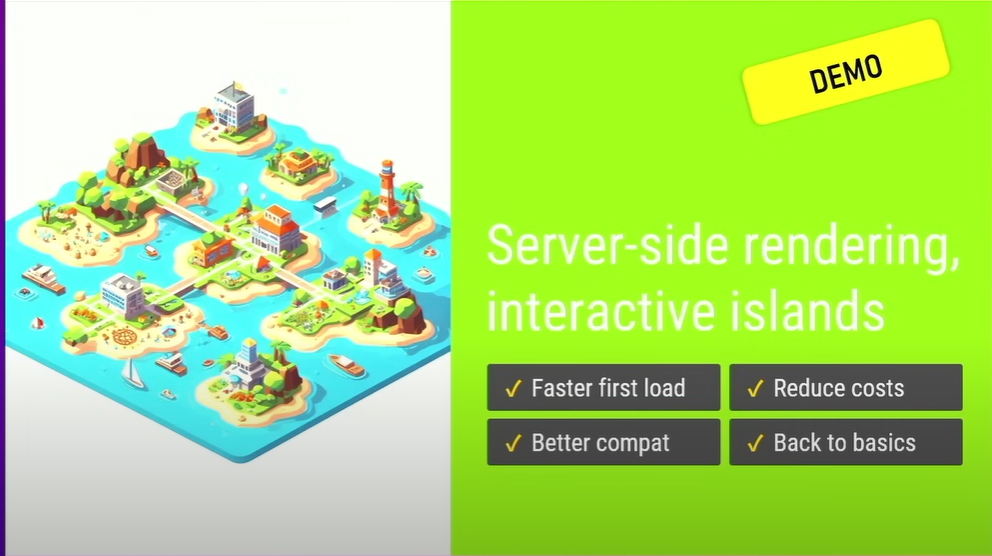 DEMO
Server-side rendering,
interactive islands
✓ Faster first load
✓ Reduce costs
✓ Better compat
✓ Back to basics